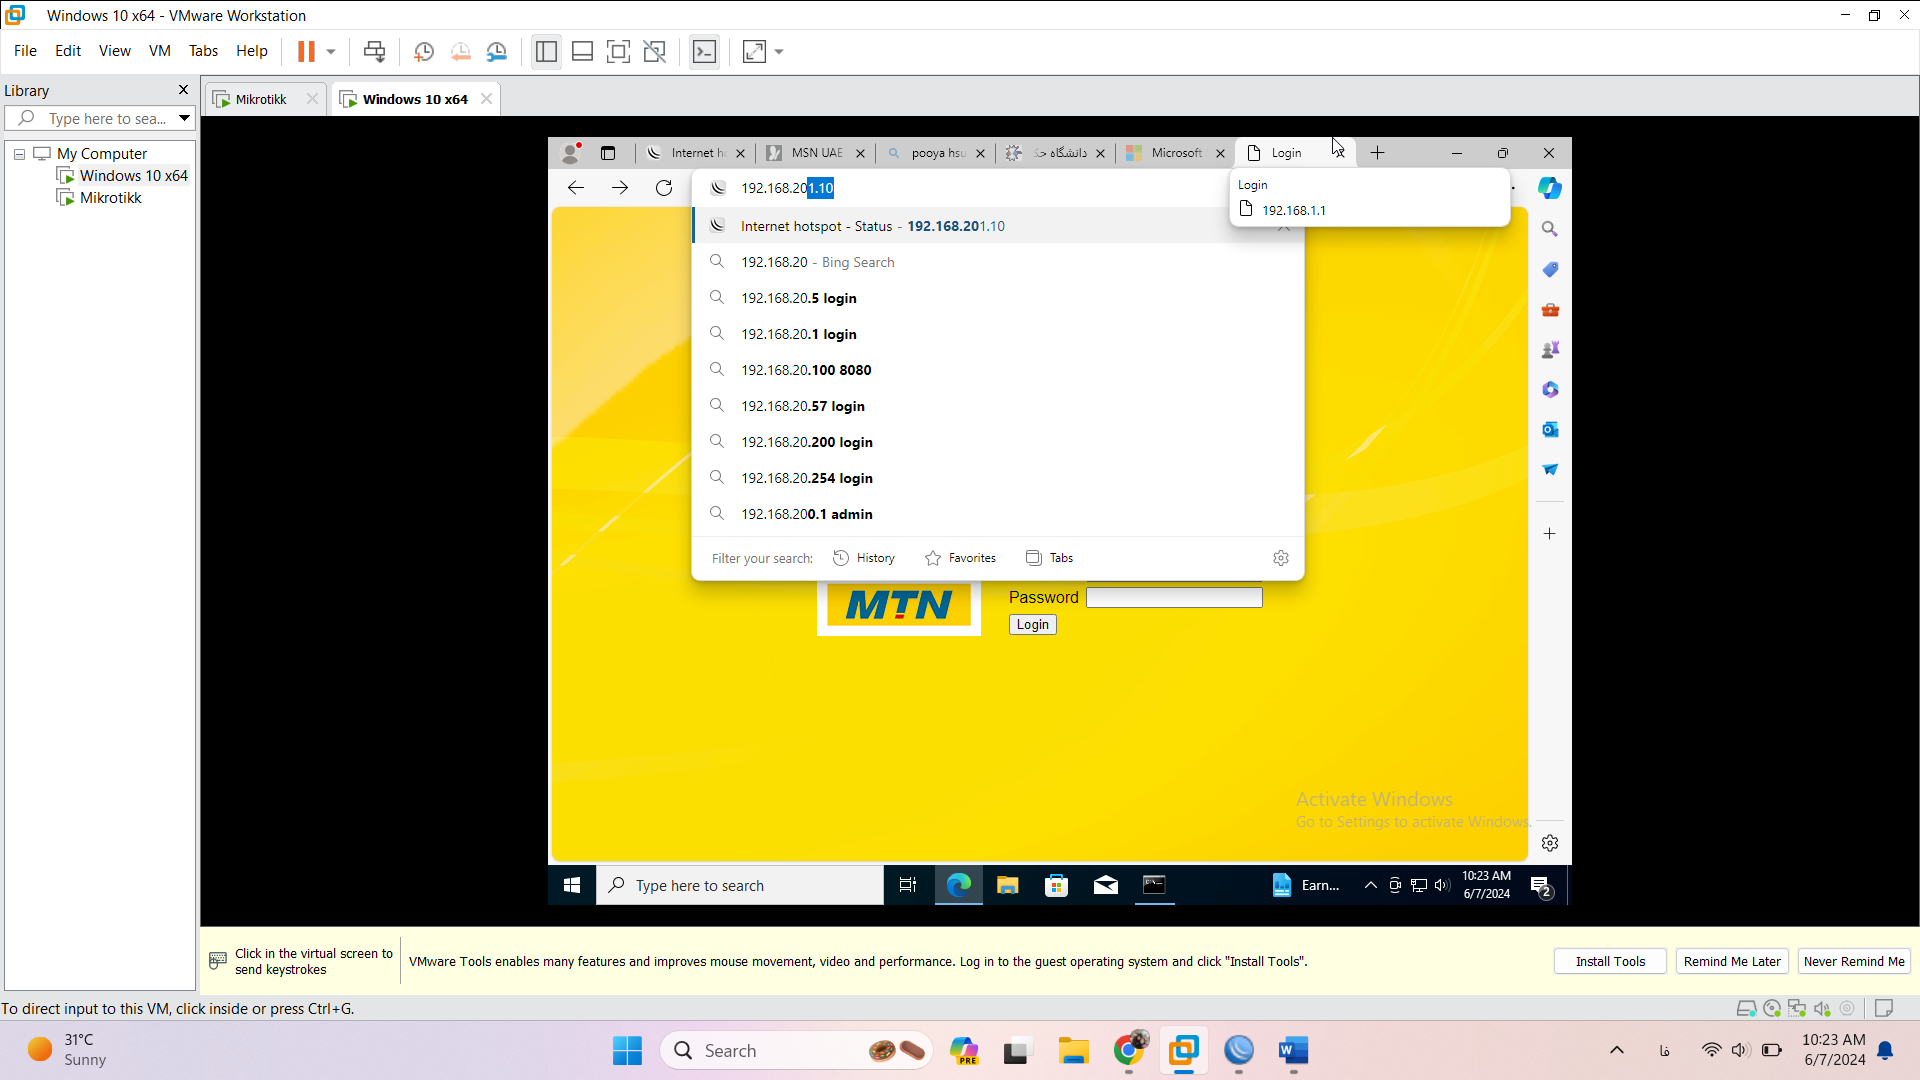 Windows 10 x64 - VMware Workstation
File Edit View VM Tabs Help
Library
Type here to sea...
My Computer
Windows 10 x64
Mikrotikk
Mikrotikk
Windows 10 x64
Internet h
MSN UAE
pooya hsu
دانشگاه حک
Microsoft
Login
192.168.201.10
Login
192.168.1.1
Internet hotspot - Status - 192.168.201.10
192.168.20 - Bing Search
192.168.20.5 login
192.168.20.1 login
192.168.20.100 8080
192.168.20.57 login
192.168.20.200 login
192.168.20.254 login
192.168.200.1 admin
Filter your search: History Favorites Tabs
MTN
Password
Login
Activate Windows
Go to Settings to activate Windows.
Type here to search
Earn...
10:23 AM
6/7/2024
2
Click in the virtual screen to
send keystrokes
VMware Tools enables many features and improves mouse movement, video and performance. Log in to the guest operating system and click "Install Tools".
Install Tools
Remind Me Later
Never Remind Me
To direct input to this VM, click inside or press Ctrl+G.
31°C
Sunny
Search
PRE
فا
10:23 AM
6/7/2024